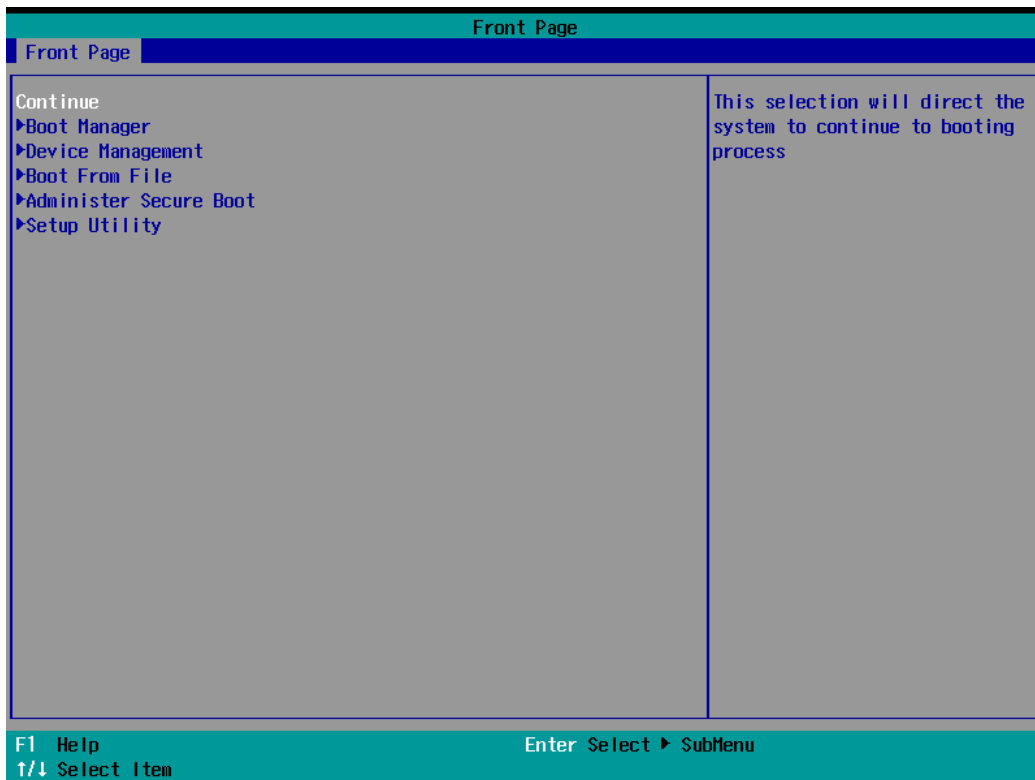 Front Page
Front Page
Continue
▶Boot Manager
▶Device Management
▶Boot From File
▶Administer Secure Boot
▶Setup Utility
This selection will direct the
system to continue to booting
process
F1 Help
↑/↓ Select Item
Enter Select ▶ SubMenu